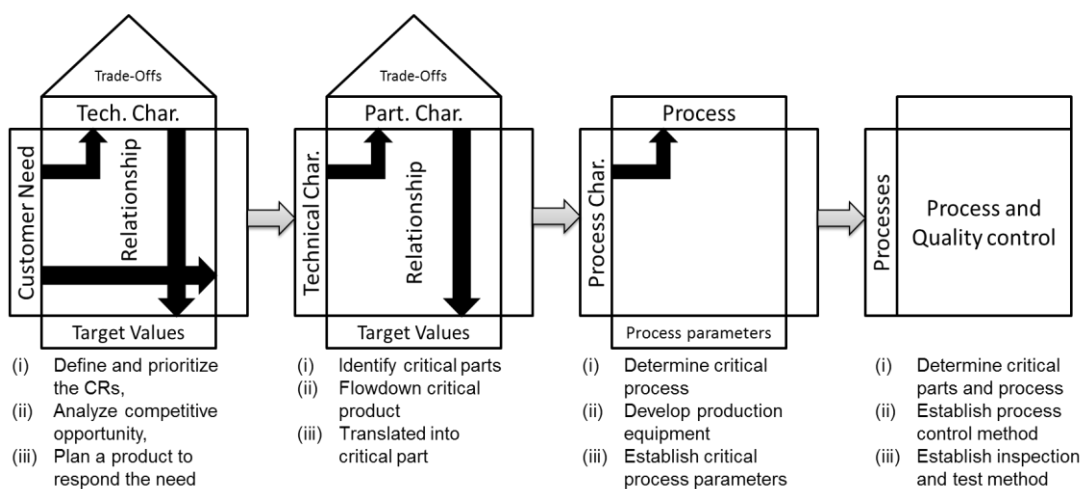 Trade-Offs
Tech. Char.
Customer Need
Relationship
Target Values
(i) Define and prioritize
the CRs,
(ii) Analyze competitive
opportunity,
(iii) Plan a product to
respond the need
Trade-Offs
Part. Char.
Technical Char.
Relationship
Target Values
(i) Identify critical parts
(ii) Flowdown critical
product
(iii) Translated into
critical part
Process
Process Char.
Process parameters
(i) Determine critical
process
(ii) Develop production
equipment
(iii) Establish critical
process parameters
Processes
Process and
Quality control
(i) Determine critical
parts and process
(ii) Establish process
control method
(iii) Establish inspection
and test method